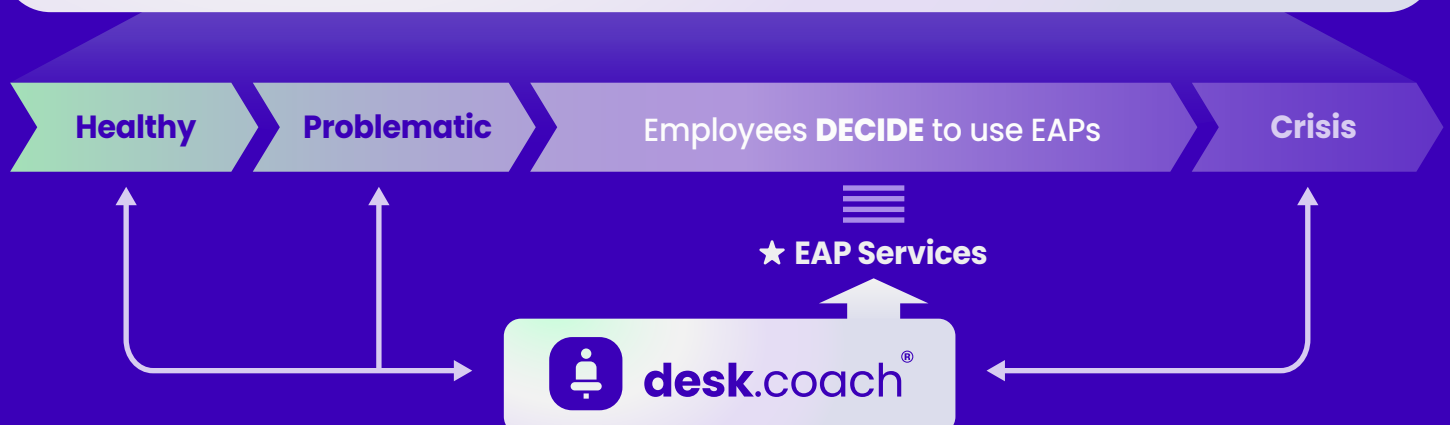 Healthy
Problematic
Employees DECIDE to use EAPs
Crisis
★ EAP Services
desk.coach®